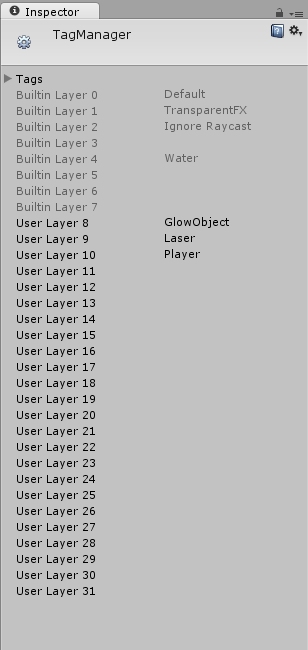 Inspector
TagManager
Tags
Builtin Layer 0 Default
Builtin Layer 1 TransparentFX
Builtin Layer 2 Ignore Raycast
Builtin Layer 3
Builtin Layer 4 Water
Builtin Layer 5
Builtin Layer 6
Builtin Layer 7
User Layer 8 GlowObject
User Layer 9 Laser
User Layer 10 Player
User Layer 11
User Layer 12
User Layer 13
User Layer 14
User Layer 15
User Layer 16
User Layer 17
User Layer 18
User Layer 19
User Layer 20
User Layer 21
User Layer 22
User Layer 23
User Layer 24
User Layer 25
User Layer 26
User Layer 27
User Layer 28
User Layer 29
User Layer 30
User Layer 31